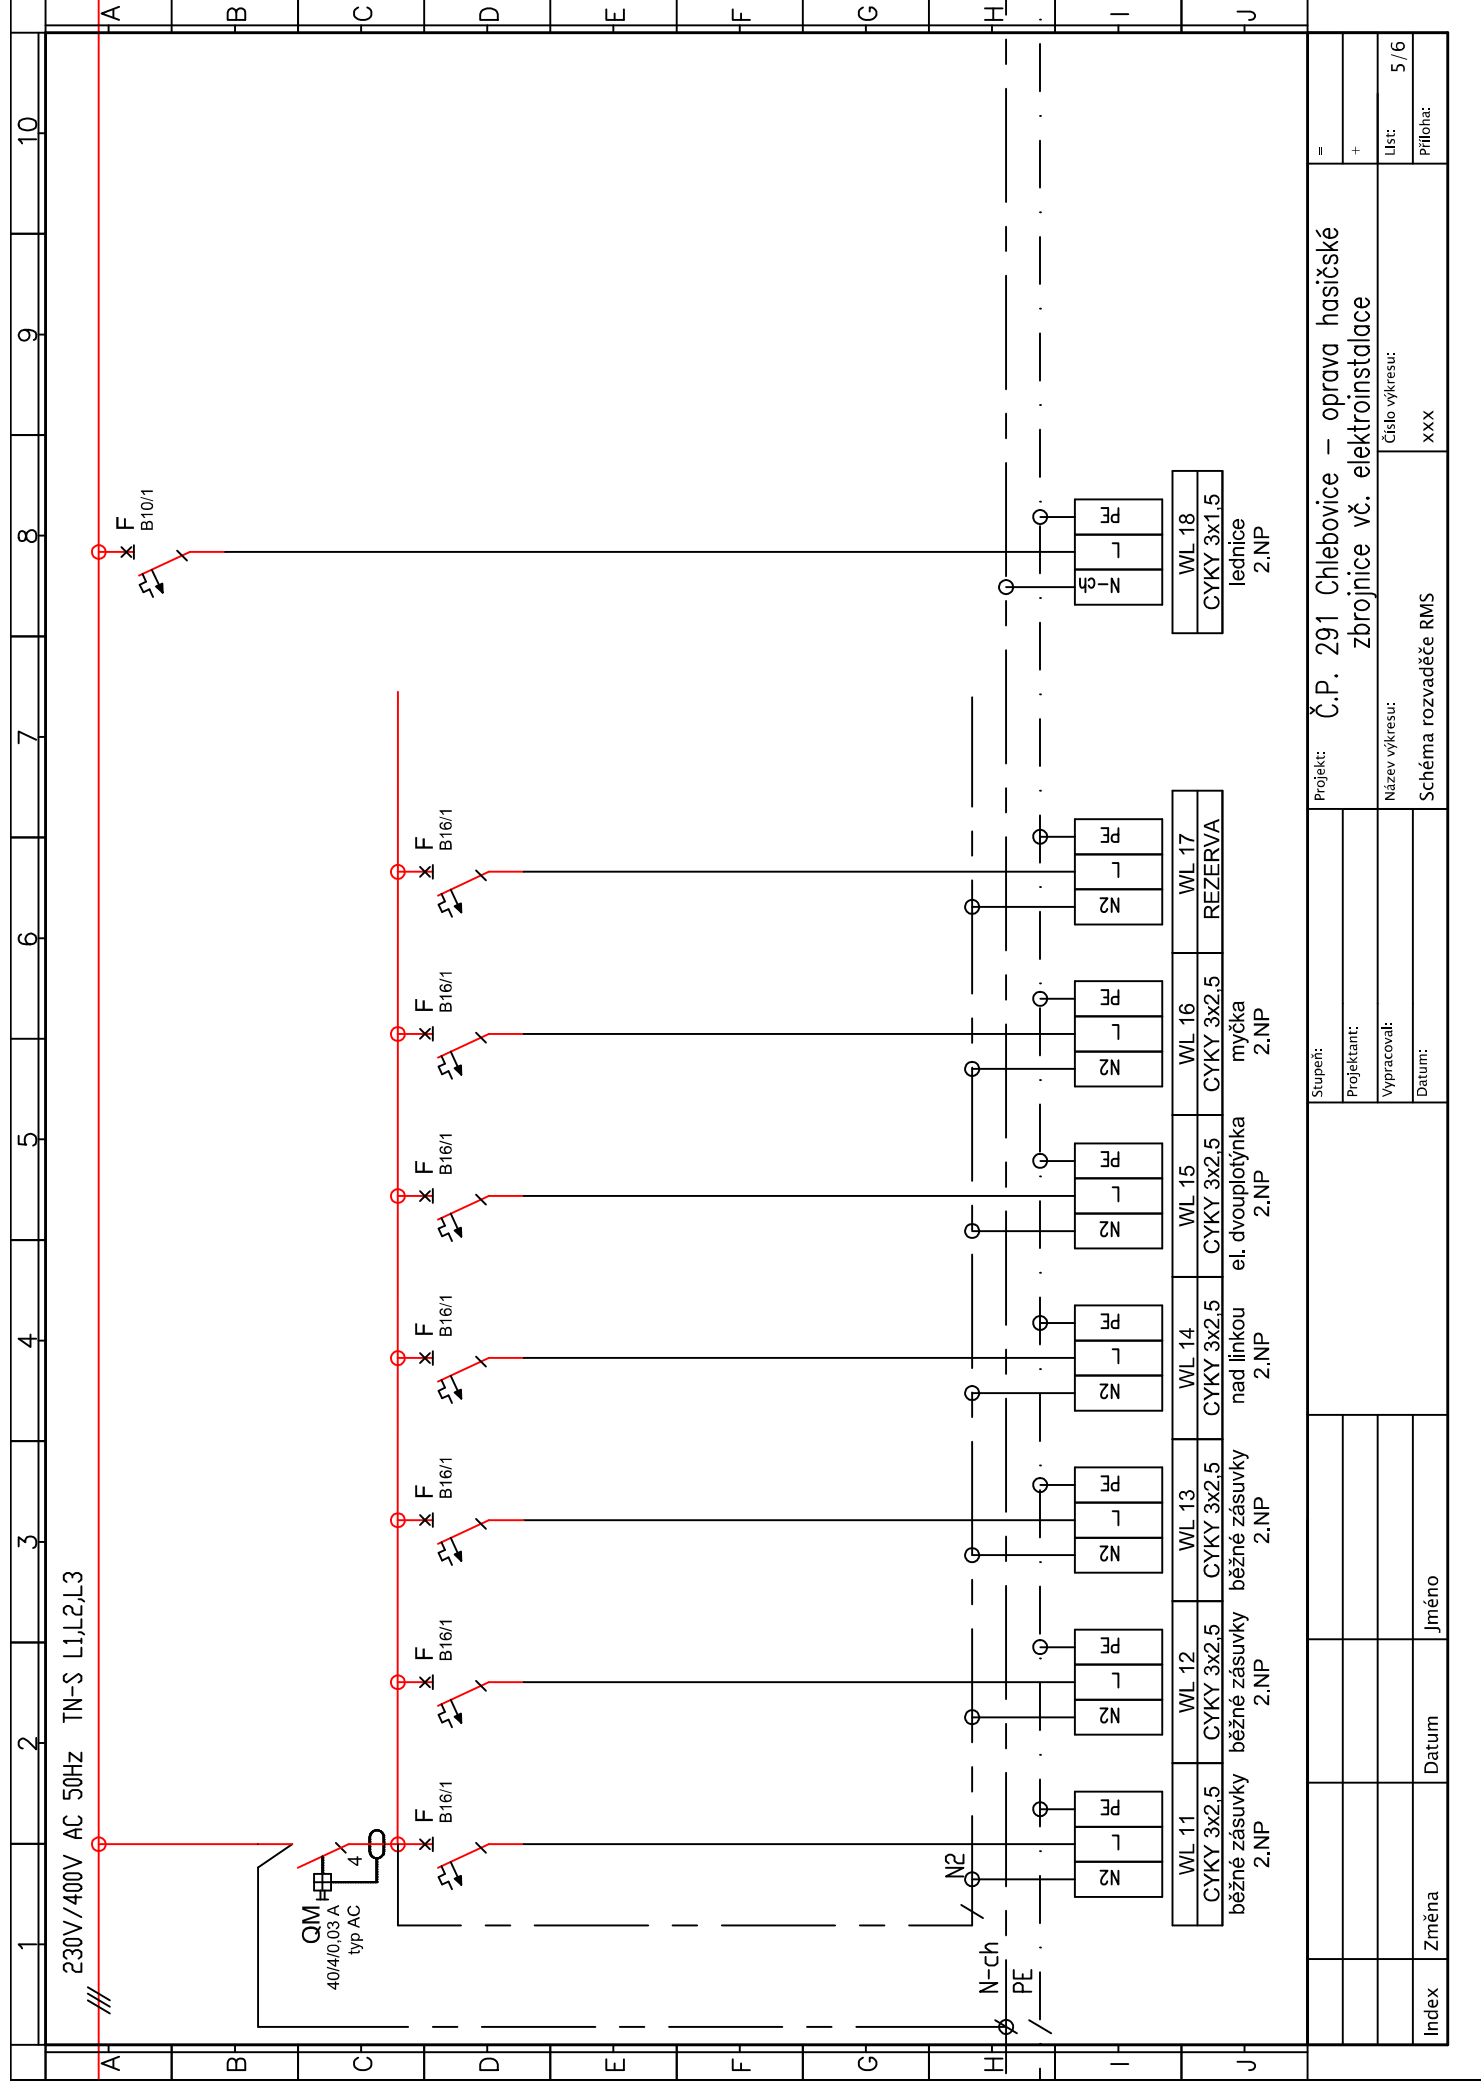 1 2 3 4 5 6 7 8 9 10
A A
B B
C C
D D
E E
F F
G G
H H
I I
J J
230V/400V AC 50Hz TN-S L1,L2,L3
QM
40/4/0,03 A
typ AC
4
F
B16/1
F
B16/1
F
B16/1
F
B16/1
F
B16/1
F
B16/1
F
B16/1
F
B10/1
N2
N-ch
PE
N2 L PE
N2 L PE
N2 L PE
N2 L PE
N2 L PE
N2 L PE
N2 L PE
N-ch L PE
WL 11
CYKY 3x2,5
běžné zásuvky
2.NP
WL 12
CYKY 3x2,5
běžné zásuvky
2.NP
WL 13
CYKY 3x2,5
běžné zásuvky
2.NP
WL 14
CYKY 3x2,5
nad linkou
2.NP
WL 15
CYKY 3x2,5
el. dvouplotýnka
2.NP
WL 16
CYKY 3x2,5
myčka
2.NP
WL 17
REZERVA
WL 18
CYKY 3x1,5
lednice
2.NP
Index Změna Datum Jméno
Stupeň:
Projektant:
Vypracoval:
Datum:
Projekt: Č.P. 291 Chlebovice – oprava hasičské
zbrojnice vč. elektroinstalace
Název výkresu:
Schéma rozvaděče RMS
Číslo výkresu:
xxx
=
+
List: 5/6
Příloha: